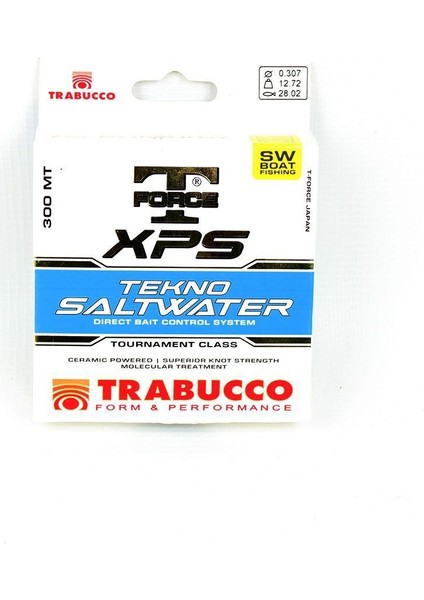 TRABUCCO
0.307
12.72
28.02
SW
BOAT
FISHING
300 MT
T-FORCE JAPAN
T
FORCE®
XPS
TEKNO
SALTWATER
DIRECT BAIT CONTROL SYSTEM
TOURNAMENT CLASS
CERAMIC POWERED | SUPERIOR KNOT STRENGTH
MOLECULAR TREATMENT
TRABUCCO
FORM & PERFORMANCE